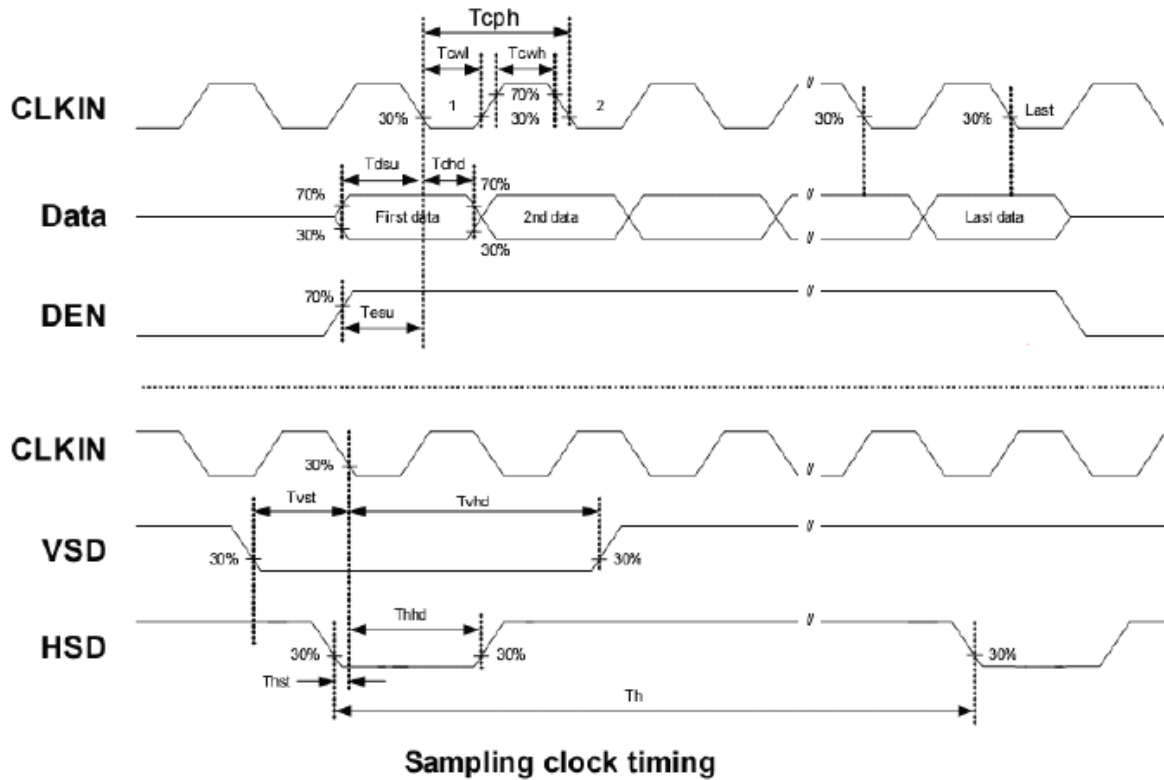 Tcph
Tcwl Tcwh
CLKIN
1 70% 2
30% 30% 30% 30% Last
Tdsu Tdhd
70% 70%
Data First data 2nd data Last data
30% 30%
70%
DEN Tesu
CLKIN
30%
Tvst Tvhd
VSD 30% 30%
Thhd
HSD
30% 30% 30%
Thst
Th
Sampling clock timing